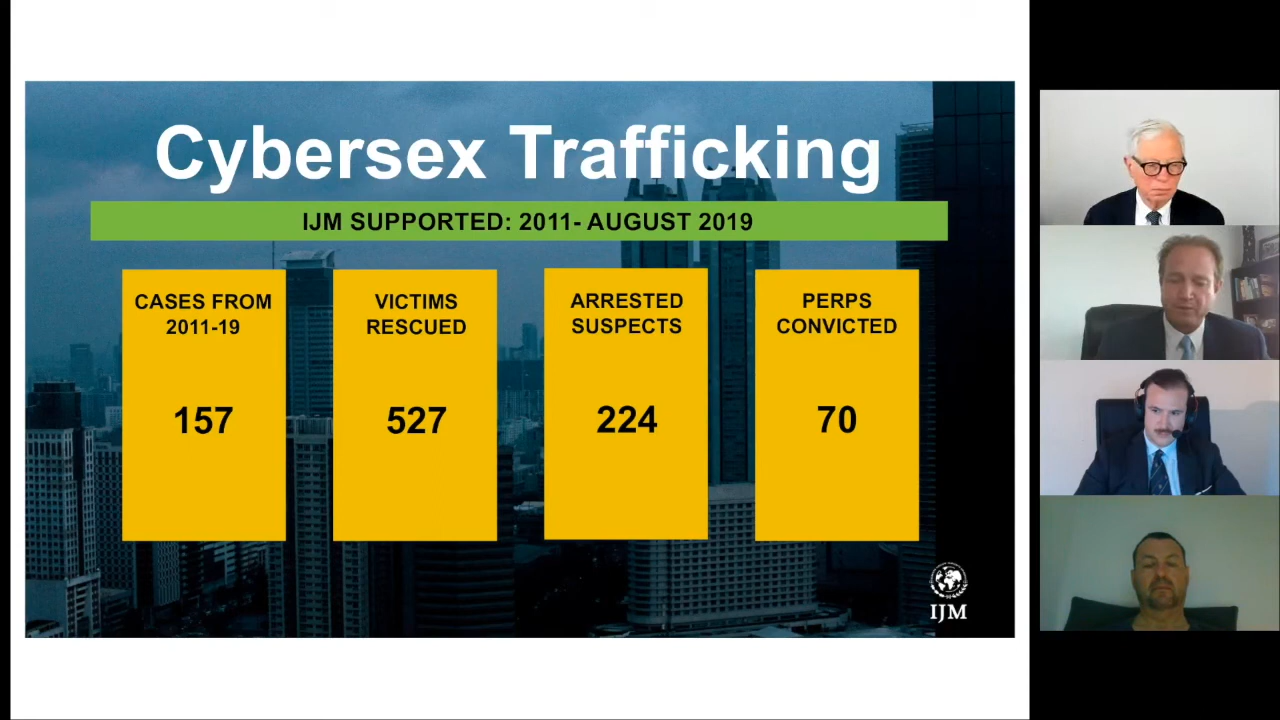 Cybersex Trafficking
IJM SUPPORTED: 2011- AUGUST 2019
CASES FROM
2011-19
157
VICTIMS
RESCUED
527
ARRESTED
SUSPECTS
224
PERPS
CONVICTED
70
IJM